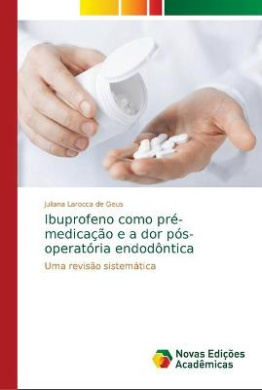 Juliana Larocca de Geus
Ibuprofeno como pré-
medicação e a dor pós-
operatória endodôntica
Uma revisão sistemática
Novas Edições
Acadêmicas